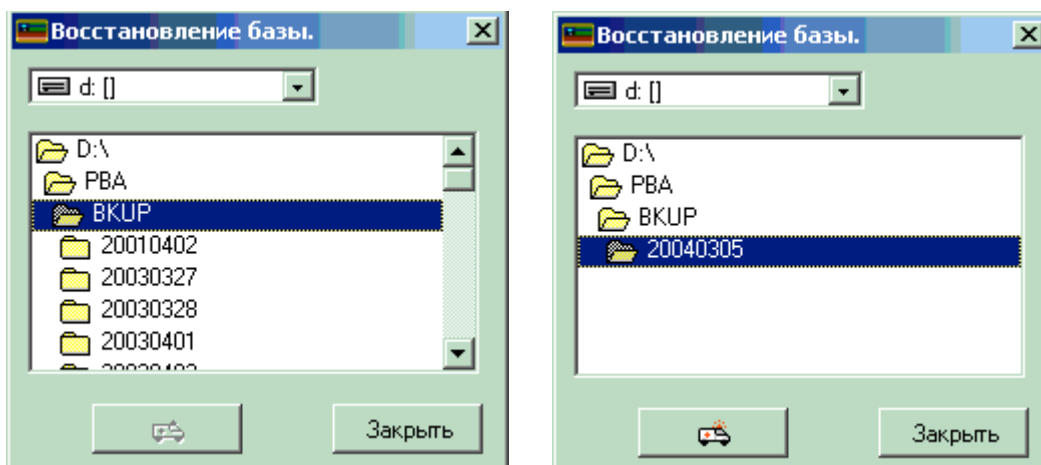 Восстановление базы.
d: []
D:\
PBA
BKUP
20010402
20030327
20030328
20030401
Закрыть
Восстановление базы.
d: []
D:\
PBA
BKUP
20040305
Закрыть